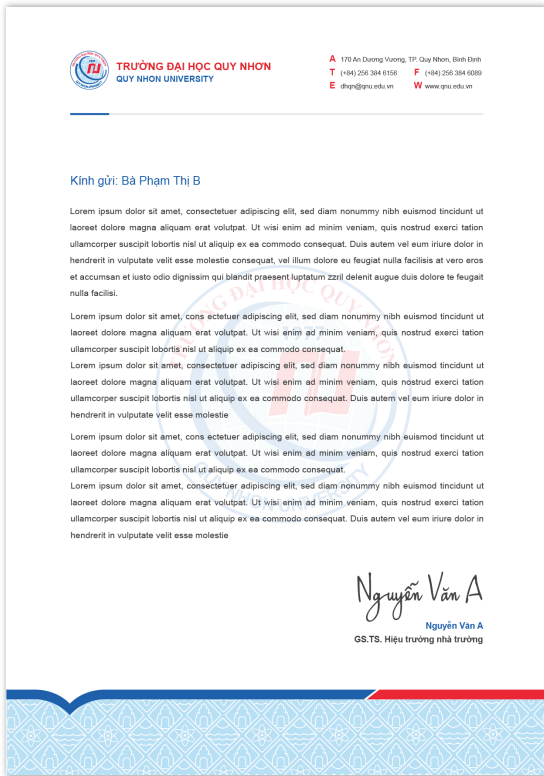 TRƯỜNG ĐẠI HỌC QUY NHƠN
QUY NHON UNIVERSITY
A 170 An Dương Vương, TP. Quy Nhơn, Bình Định
T (+84) 256 384 6156 F (+84) 256 384 6089
E dhqn@qnu.edu.vn W www.qnu.edu.vn
Kính gửi: Bà Phạm Thị B
Lorem ipsum dolor sit amet, consectetuer adipiscing elit, sed diam nonummy nibh euismod tincidunt ut
laoreet dolore magna aliquam erat volutpat. Ut wisi enim ad minim veniam, quis nostrud exerci tation
ullamcorper suscipit lobortis nisl ut aliquip ex ea commodo consequat. Duis autem vel eum iriure dolor in
hendrerit in vulputate velit esse molestie consequat, vel illum dolore eu feugiat nulla facilisis at vero eros
et accumsan et iusto odio dignissim qui blandit praesent luptatum zzril delenit augue duis dolore te feugait
nulla facilisi.
Lorem ipsum dolor sit amet, cons ectetuer adipiscing elit, sed diam nonummy nibh euismod tincidunt ut
laoreet dolore magna aliquam erat volutpat. Ut wisi enim ad minim veniam, quis nostrud exerci tation
ullamcorper suscipit lobortis nisl ut aliquip ex ea commodo consequat.
Lorem ipsum dolor sit amet, consectetuer adipiscing elit, sed diam nonummy nibh euismod tincidunt ut
laoreet dolore magna aliquam erat volutpat. Ut wisi enim ad minim veniam, quis nostrud exerci tation
ullamcorper suscipit lobortis nisl ut aliquip ex ea commodo consequat. Duis autem vel eum iriure dolor in
hendrerit in vulputate velit esse molestie
Lorem ipsum dolor sit amet, cons ectetuer adipiscing elit, sed diam nonummy nibh euismod tincidunt ut
laoreet dolore magna aliquam erat volutpat. Ut wisi enim ad minim veniam, quis nostrud exerci tation
ullamcorper suscipit lobortis nisl ut aliquip ex ea commodo consequat.
Lorem ipsum dolor sit amet, consectetuer adipiscing elit, sed diam nonummy nibh euismod tincidunt ut
laoreet dolore magna aliquam erat volutpat. Ut wisi enim ad minim veniam, quis nostrud exerci tation
ullamcorper suscipit lobortis nisl ut aliquip ex ea commodo consequat. Duis autem vel eum iriure dolor in
hendrerit in vulputate velit esse molestie
TRƯỜNG ĐẠI HỌC QUY NHƠN
1977
QUY NHON UNIVERSITY
Nguyễn Văn A
Nguyễn Văn A
GS.TS. Hiệu trưởng nhà trường